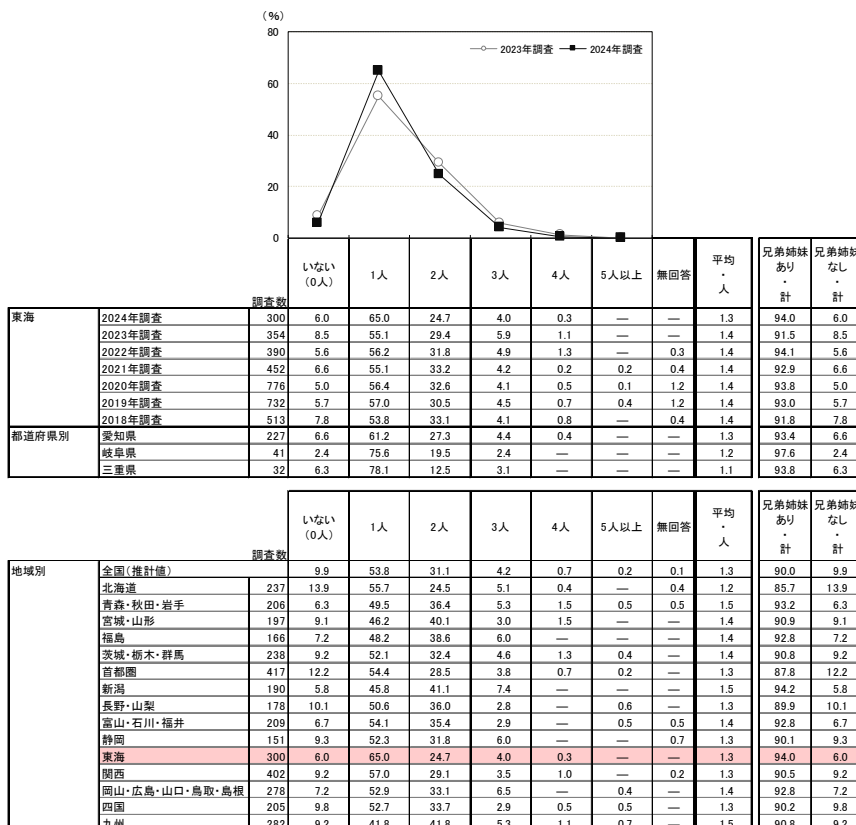 (%)
80
60
40
20
0
2023年調査 2024年調査
調査数 いない(0人) 1人 2人 3人 4人 5人以上 無回答 平均・人 兄弟姉妹あり・計 兄弟姉妹なし・計
東海 2024年調査 300 6.0 65.0 24.7 4.0 0.3 — — 1.3 94.0 6.0
2023年調査 354 8.5 55.1 29.4 5.9 1.1 — — 1.4 91.5 8.5
2022年調査 390 5.6 56.2 31.8 4.9 1.3 — 0.3 1.4 94.1 5.6
2021年調査 452 6.6 55.1 33.2 4.2 0.2 0.2 0.4 1.4 92.9 6.6
2020年調査 776 5.0 56.4 32.6 4.1 0.5 0.1 1.2 1.4 93.8 5.0
2019年調査 732 5.7 57.0 30.5 4.5 0.7 0.4 1.2 1.4 93.0 5.7
2018年調査 513 7.8 53.8 33.1 4.1 0.8 — 0.4 1.4 91.8 7.8
都道府県別 愛知県 227 6.6 61.2 27.3 4.4 0.4 — — 1.3 93.4 6.6
岐阜県 41 2.4 75.6 19.5 2.4 — — — 1.2 97.6 2.4
三重県 32 6.3 78.1 12.5 3.1 — — — 1.1 93.8 6.3
調査数 いない(0人) 1人 2人 3人 4人 5人以上 無回答 平均・人 兄弟姉妹あり・計 兄弟姉妹なし・計
地域別 全国(推計値) 9.9 53.8 31.1 4.2 0.7 0.2 0.1 1.3 90.0 9.9
北海道 237 13.9 55.7 24.5 5.1 0.4 — 0.4 1.2 85.7 13.9
青森・秋田・岩手 206 6.3 49.5 36.4 5.3 1.5 0.5 0.5 1.5 93.2 6.3
宮城・山形 197 9.1 46.2 40.1 3.0 1.5 — — 1.4 90.9 9.1
福島 166 7.2 48.2 38.6 6.0 — — — 1.4 92.8 7.2
茨城・栃木・群馬 238 9.2 52.1 32.4 4.6 1.3 0.4 — 1.4 90.8 9.2
首都圏 417 12.2 54.4 28.5 3.8 0.7 0.2 — 1.3 87.8 12.2
新潟 190 5.8 45.8 41.1 7.4 — — — 1.5 94.2 5.8
長野・山梨 178 10.1 50.6 36.0 2.8 — 0.6 — 1.3 89.9 10.1
富山・石川・福井 209 6.7 54.1 35.4 2.9 — 0.5 0.5 1.4 92.8 6.7
静岡 151 9.3 52.3 31.8 6.0 — — 0.7 1.3 90.1 9.3
東海 300 6.0 65.0 24.7 4.0 0.3 — — 1.3 94.0 6.0
関西 402 9.2 57.0 29.1 3.5 1.0 — 0.2 1.3 90.5 9.2
岡山・広島・山口・鳥取・島根 278 7.2 52.9 33.1 6.5 — 0.4 — 1.4 92.8 7.2
四国 205 9.8 52.7 33.7 2.9 0.5 0.5 — 1.3 90.2 9.8
九州 282 9.2 41.8 41.8 5.3 1.1 0.7 — 1.5 90.8 9.2